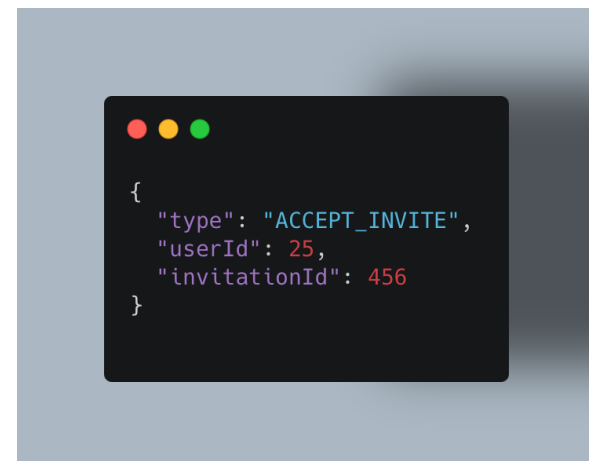 {
"type": "ACCEPT_INVITE",
"userId": 25,
"invitationId": 456
}